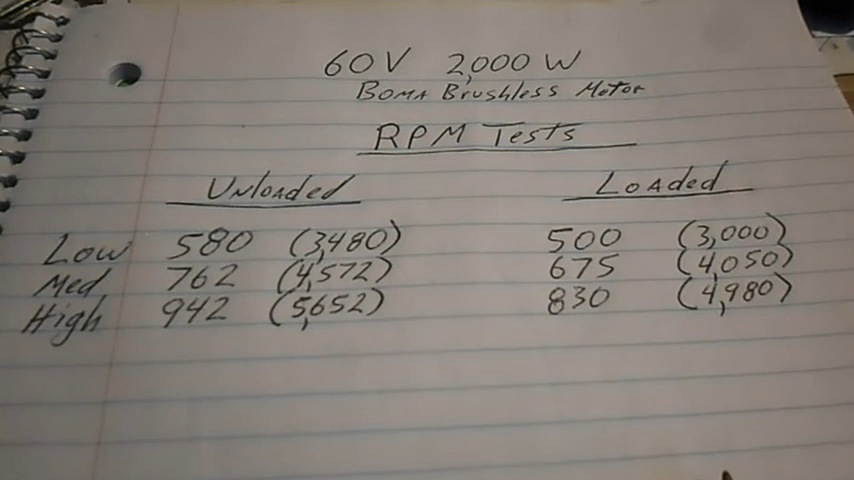 60V 2,000 W
BOMA Brushless Motor
RPM Tests
Unloaded Loaded
Low 580 (3,480) 500 (3,000)
Med 762 (4,572) 675 (4,050)
High 942 (5,652) 830 (4,980)